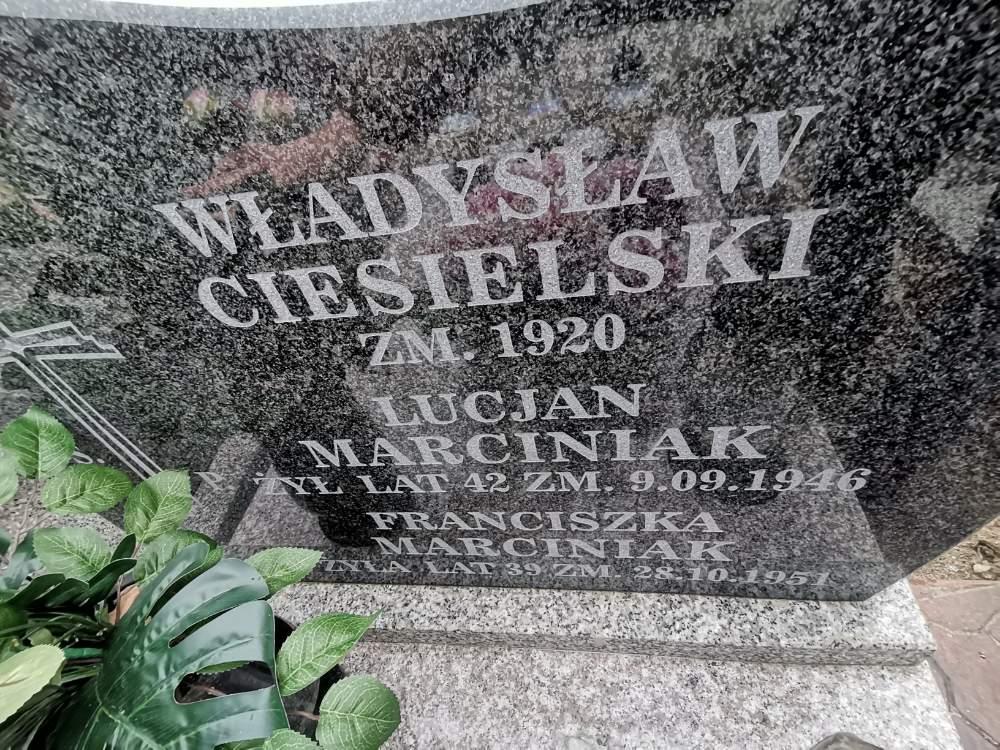 WŁADYSŁAW
CIESIELSKI
ZM. 1920
LUCJAN
MARCINIAK
ŻYŁ LAT 42 ZM. 9.09.1946
FRANCISZKA
MARCINIAK
ŻYŁA LAT 39 ZM. 28.10.1951